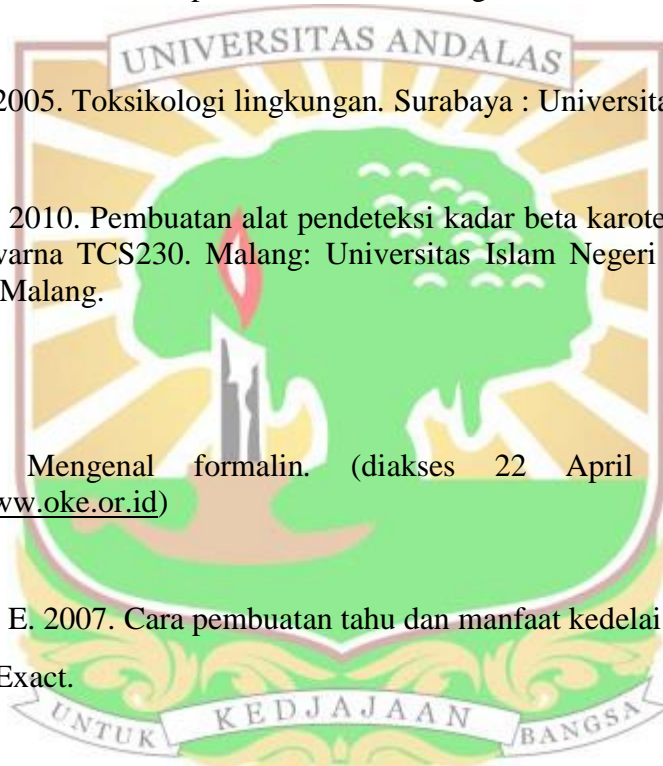 UNIVERSITAS ANDALAS
2005. Toksikologi lingkungan. Surabaya : Universita
2010. Pembuatan alat pendeteksi kadar beta karote
warna TCS230. Malang: Universitas Islam Negeri
Malang.
Mengenal formalin. (diakses 22 April
ww.oke.or.id)
E. 2007. Cara pembuatan tahu dan manfaat kedelai
Exact.
UNTUK KEDJAJAAN BANGSA